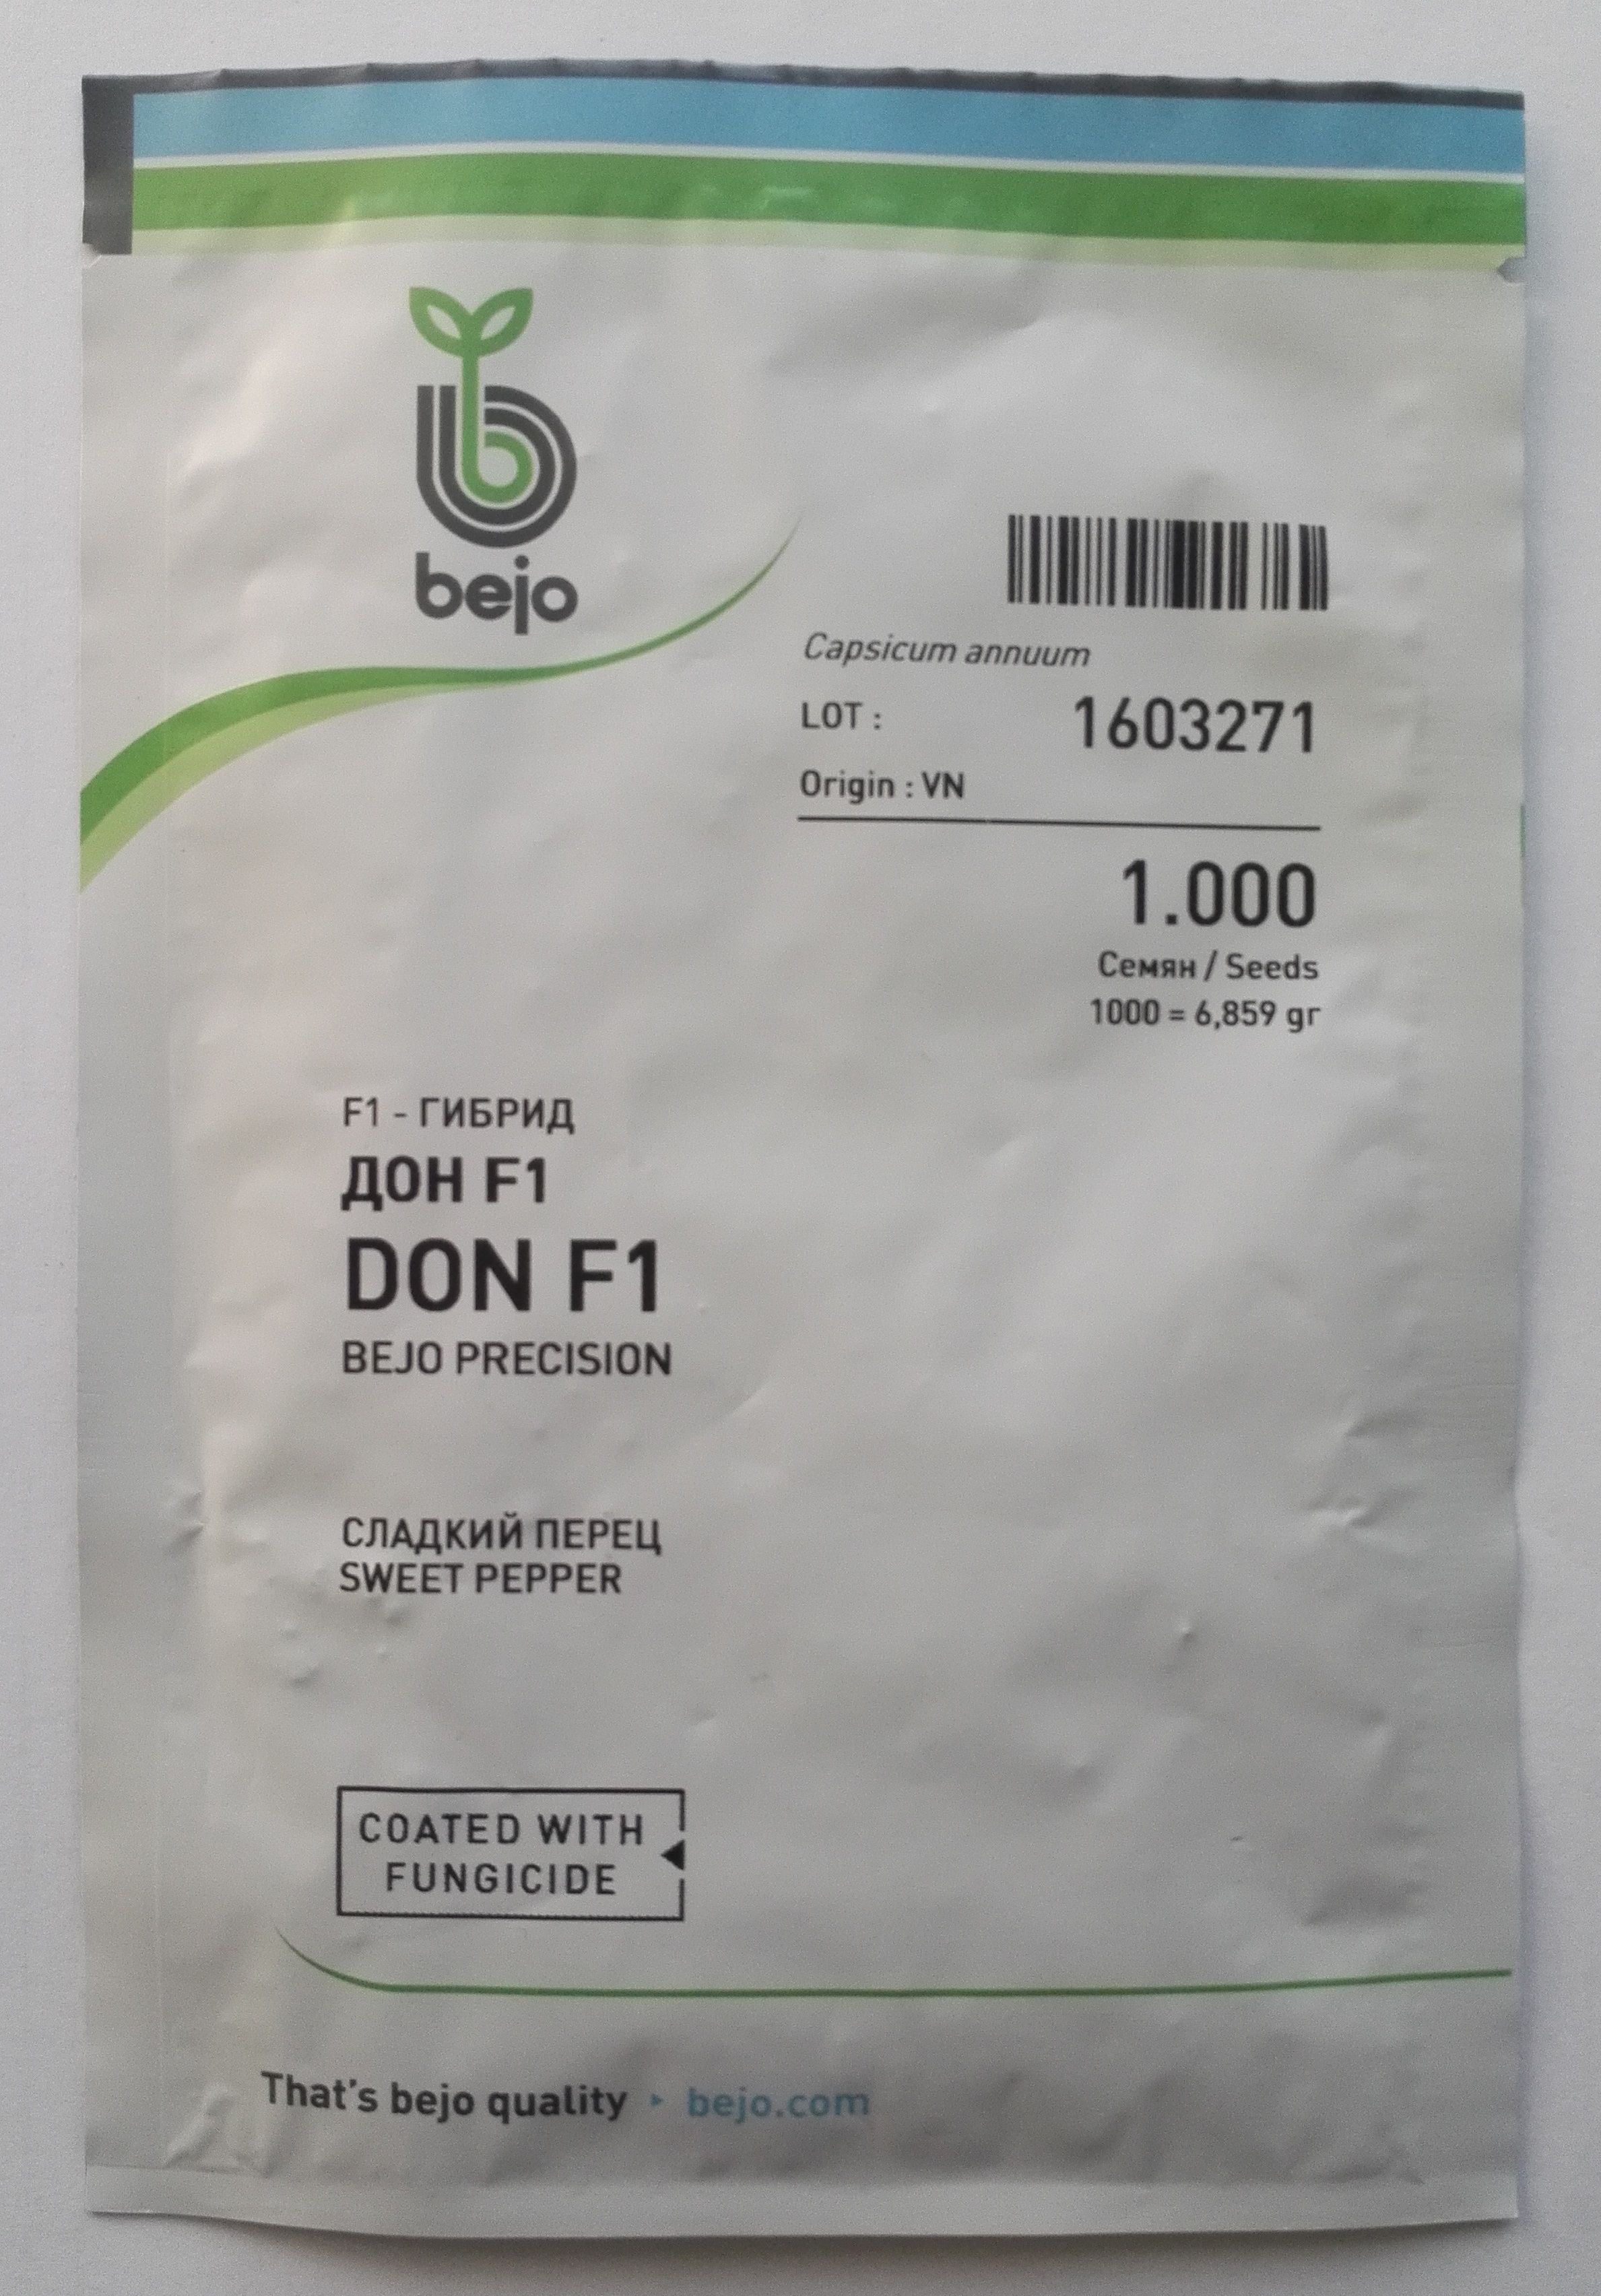 bejo
Capsicum annuum
LOT : 1603271
Origin : VN
1.000
Семян / Seeds
1000 = 6,859 gr
F1 - ГИБРИД
ДОН F1
DON F1
BEJO PRECISION
СЛАДКИЙ ПЕРЕЦ
SWEET PEPPER
COATED WITH
FUNGICIDE
That's bejo quality ▸ bejo.com